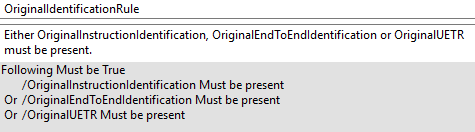 OriginalIdentificationRule
Either OriginalInstructionIdentification, OriginalEndToEndIdentification or OriginalUETR
must be present.
Following Must be True
/OriginalInstructionIdentification Must be present
Or /OriginalEndToEndIdentification Must be present
Or /OriginalUETR Must be present